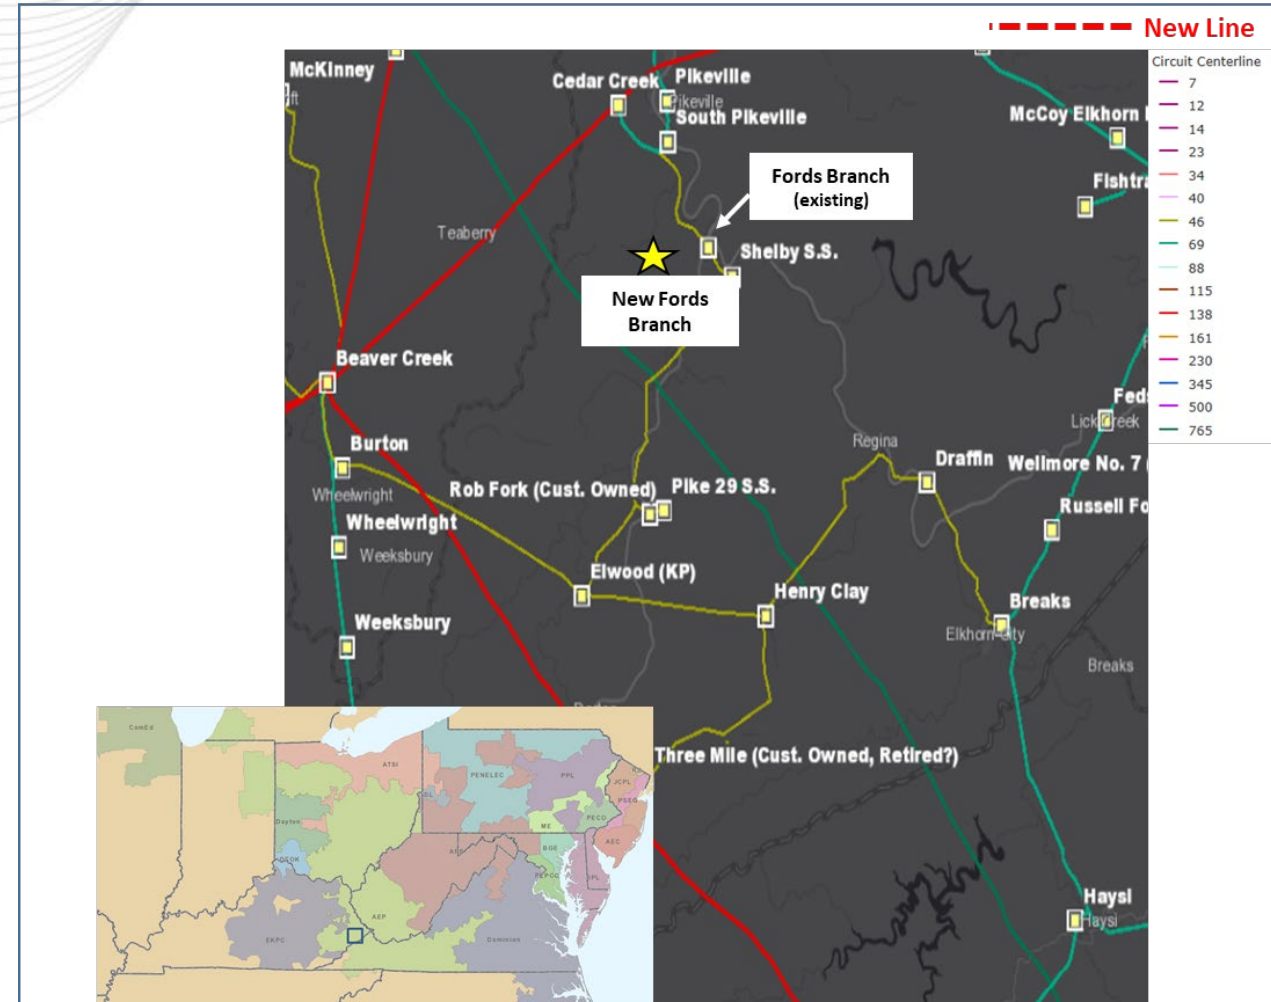 New Line
Circuit Centerline
7
12
14
23
34
40
46
69
88
115
138
161
230
345
500
765
McKinney
Cedar Creek
Pikeville
Pikeville
South Pikeville
McCoy Elkhorn
Fishtra
Fords Branch
(existing)
Teaberry
Shelby S.S.
New Fords
Branch
Beaver Creek
Feds
Lick Creek
Burton
Regina
Draffin
Wellmore No. 7
Wheelwright
Rob Fork (Cust. Owned)
Pike 29 S.S.
Russell Fo
Wheelwright
Weeksbury
Elwood (KP)
Henry Clay
Breaks
Weeksbury
Elkhorn City
Breaks
Three Mile (Cust. Owned, Retired?)
Haysi
Haysi
ComEd
ATSI
PENELEC
PPL
JCPL
PSEG
Dayton
ME
PECO
AEC
BGE
DEOK
PEPCO
DPL
AEP
EKPC
Dominion